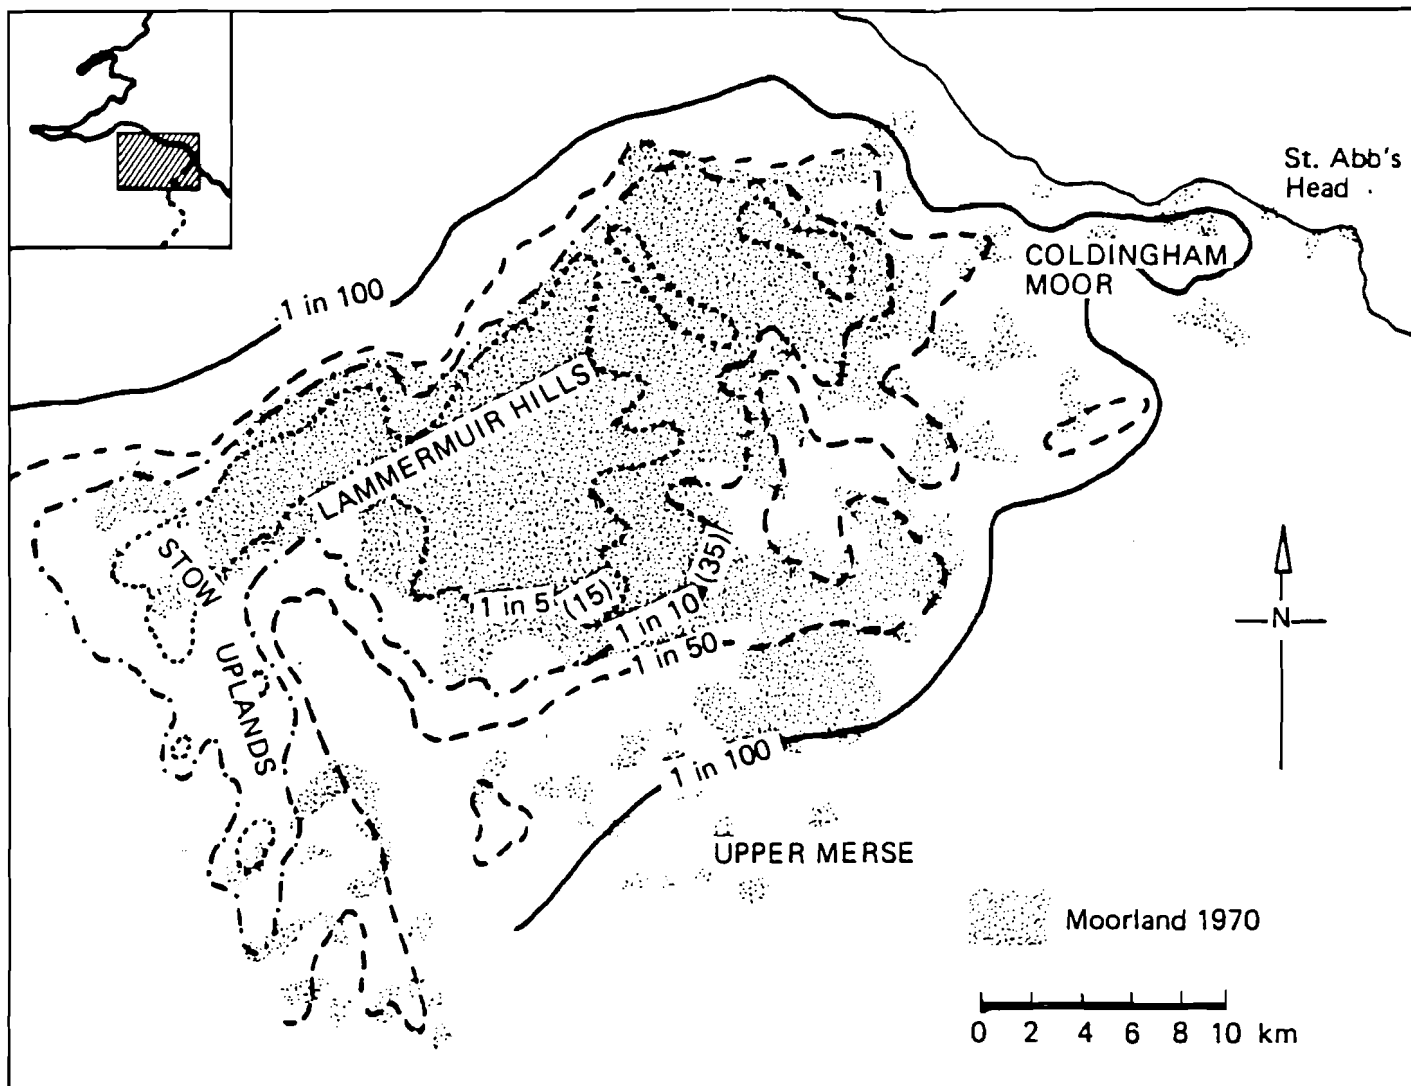 St. Abb's
Head
COLDINGHAM
MOOR
1 in 100
LAMMERMUIR HILLS
STOW
UPLANDS
1 in 5 (15)
1 in 10 (35)
1 in 50
1 in 100
UPPER MERSE
N
Moorland 1970
0 2 4 6 8 10 km